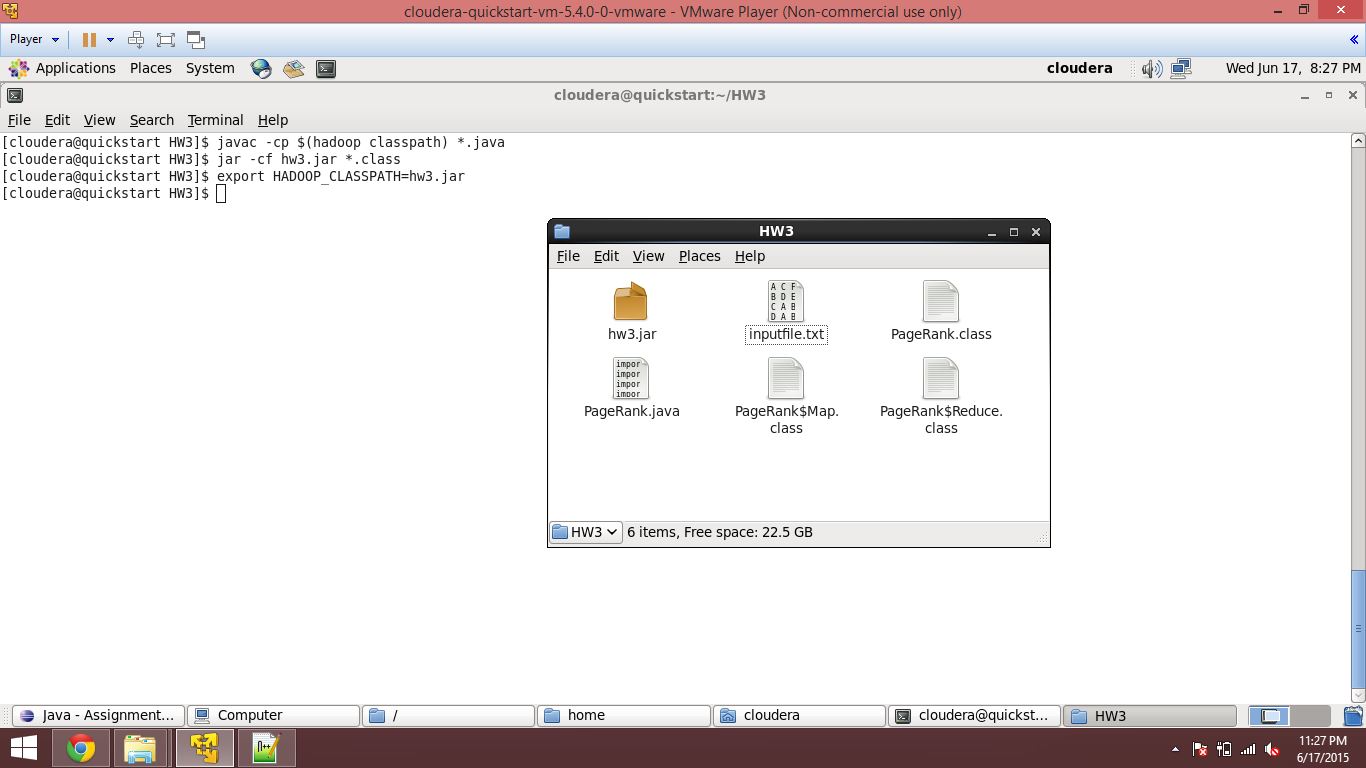 cloudera-quickstart-vm-5.4.0-0-vmware - VMware Player (Non-commercial use only)
Player
Applications Places System cloudera Wed Jun 17, 8:27 PM
cloudera@quickstart:~/HW3
File Edit View Search Terminal Help
[cloudera@quickstart HW3]$ javac -cp $(hadoop classpath) *.java
[cloudera@quickstart HW3]$ jar -cf hw3.jar *.class
[cloudera@quickstart HW3]$ export HADOOP_CLASSPATH=hw3.jar
[cloudera@quickstart HW3]$
HW3
File Edit View Places Help
A C F
B D E
C A B
D A B
hw3.jar inputfile.txt PageRank.class
impor
impor
impor
impor
PageRank.java PageRank$Map. PageRank$Reduce.
class class
HW3 6 items, Free space: 22.5 GB
Java - Assignment... Computer / home cloudera cloudera@quickst... HW3
11:27 PM
6/17/2015